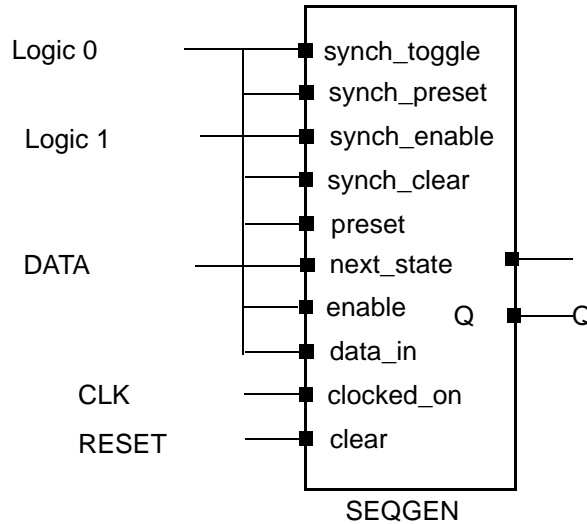 Logic 0
synch_toggle
synch_preset
Logic 1
synch_enable
synch_clear
preset
DATA
next_state
enable
Q
Q
data_in
CLK
clocked_on
RESET
clear
SEQGEN